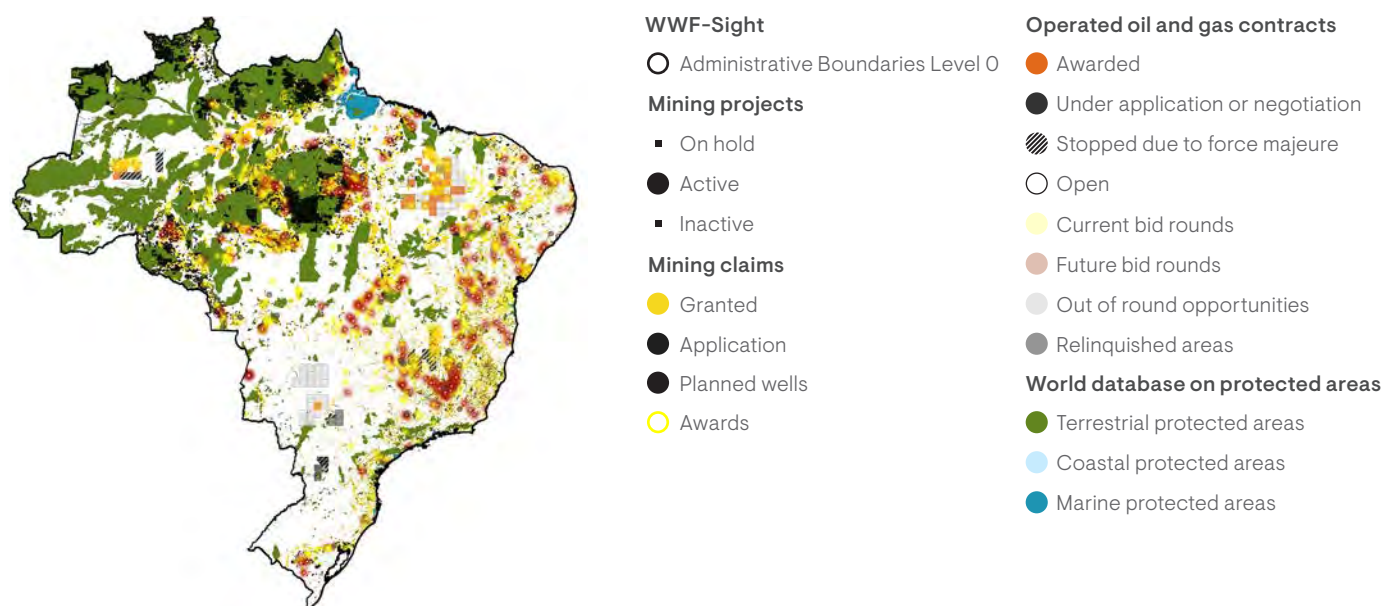 WWF-Sight
Administrative Boundaries Level 0
Mining projects
On hold
Active
Inactive
Mining claims
Granted
Application
Planned wells
Awards
Operated oil and gas contracts
Awarded
Under application or negotiation
Stopped due to force majeure
Open
Current bid rounds
Future bid rounds
Out of round opportunities
Relinquished areas
World database on protected areas
Terrestrial protected areas
Coastal protected areas
Marine protected areas